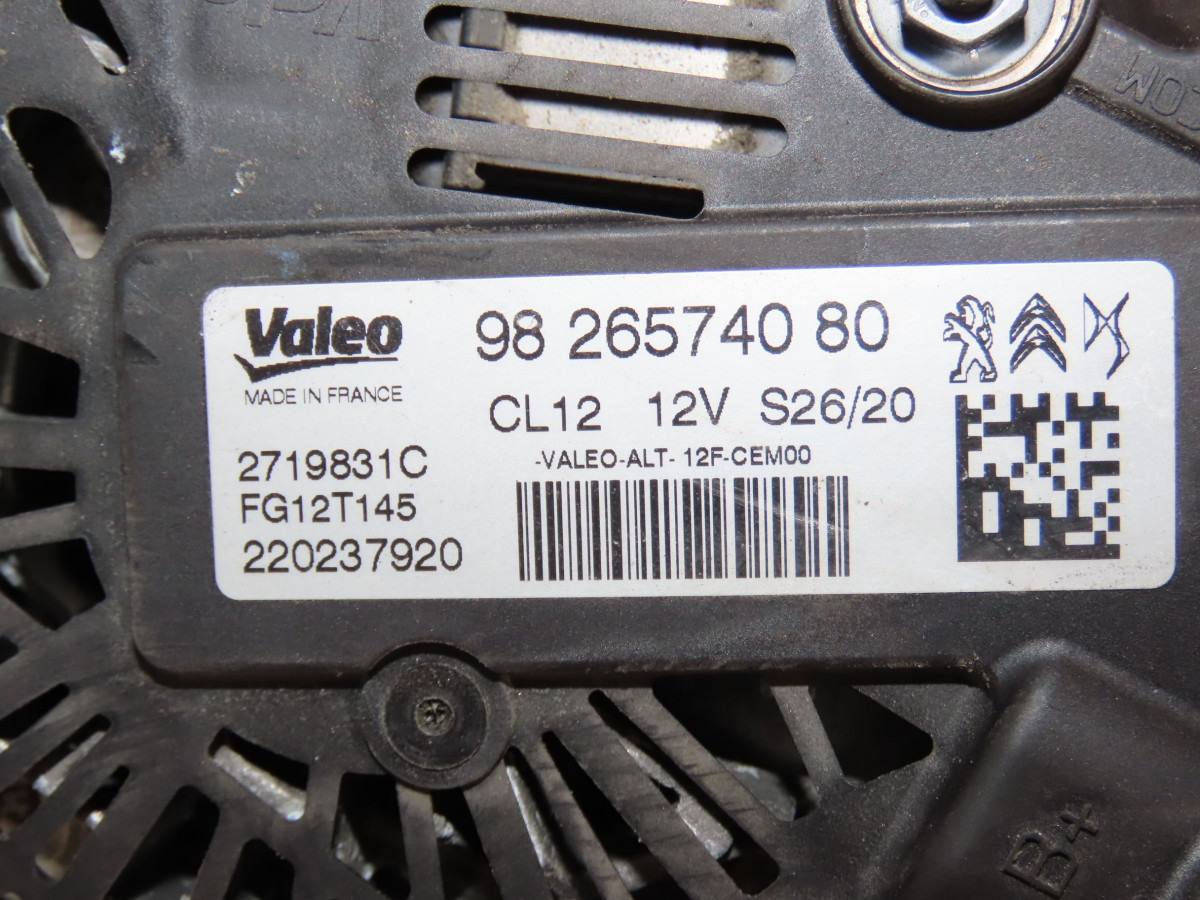 Valeo
MADE IN FRANCE
98 265740 80
CL12 12V S26/20
-VALEO-ALT- 12F-CEM00
2719831C
FG12T145
220237920
B+